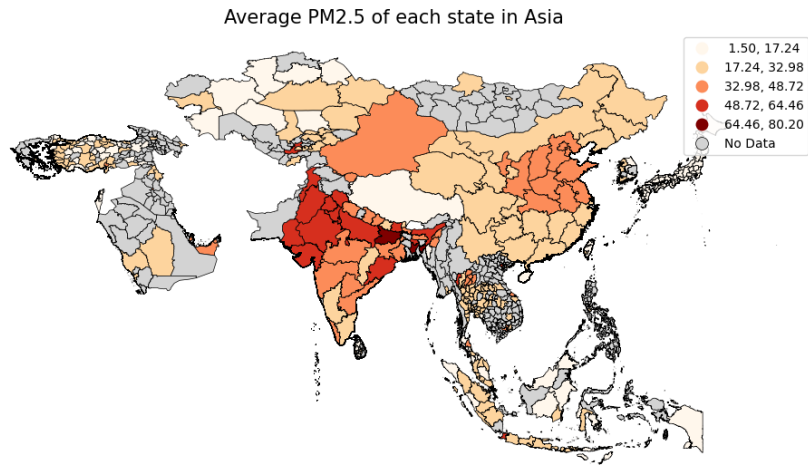 Average PM2.5 of each state in Asia
1.50, 17.24
17.24, 32.98
32.98, 48.72
48.72, 64.46
64.46, 80.20
No Data